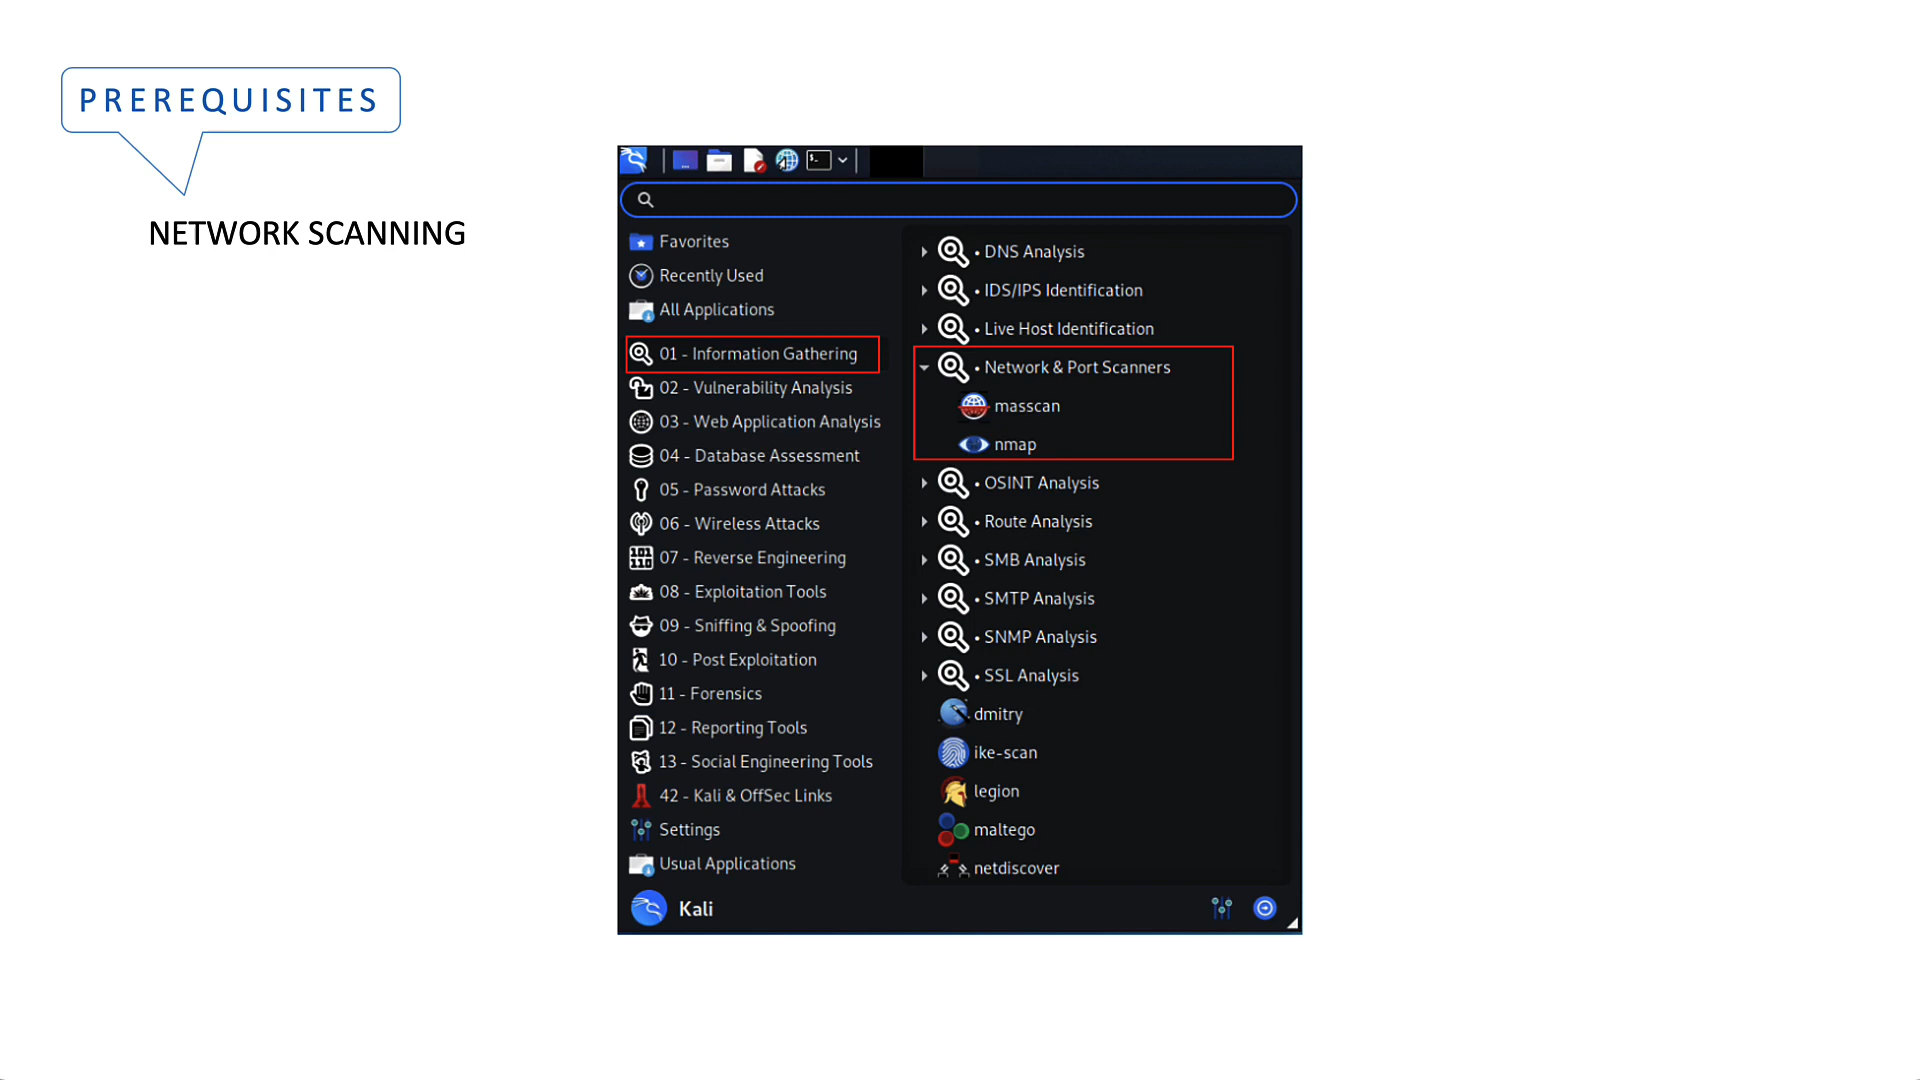 PREREQUISITES
NETWORK SCANNING
Favorites
Recently Used
All Applications
01 - Information Gathering
02 - Vulnerability Analysis
03 - Web Application Analysis
04 - Database Assessment
05 - Password Attacks
06 - Wireless Attacks
07 - Reverse Engineering
08 - Exploitation Tools
09 - Sniffing & Spoofing
10 - Post Exploitation
11 - Forensics
12 - Reporting Tools
13 - Social Engineering Tools
42 - Kali & OffSec Links
Settings
Usual Applications
• DNS Analysis
• IDS/IPS Identification
• Live Host Identification
• Network & Port Scanners
masscan
nmap
• OSINT Analysis
• Route Analysis
• SMB Analysis
• SMTP Analysis
• SNMP Analysis
• SSL Analysis
dmitry
ike-scan
legion
maltego
netdiscover
Kali